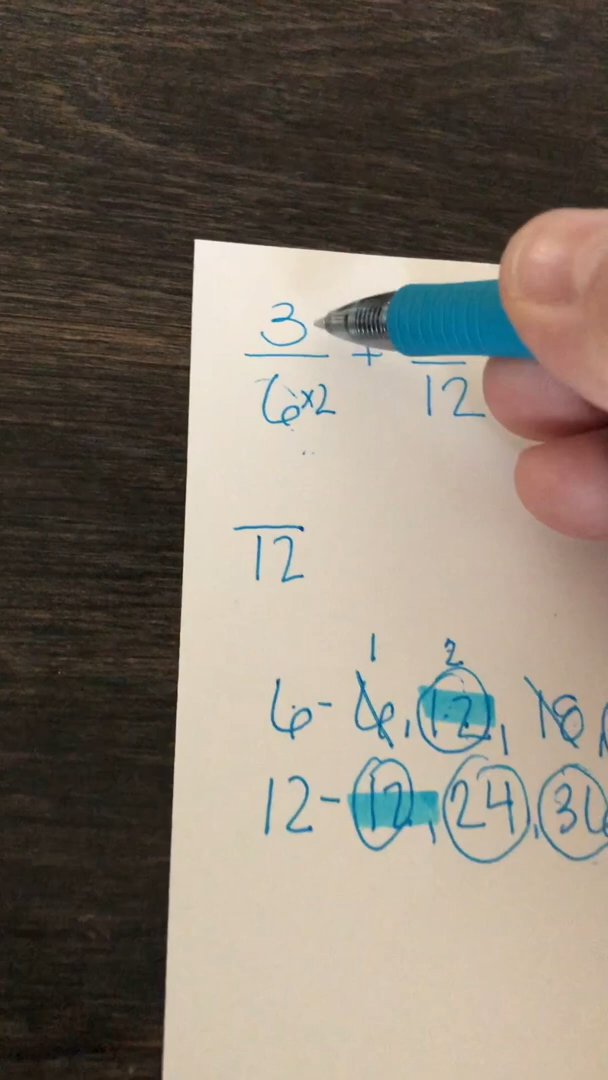 3
6×2 + 12
12
1 2
6- 6, 12, 18,
12- 12, 24, 36